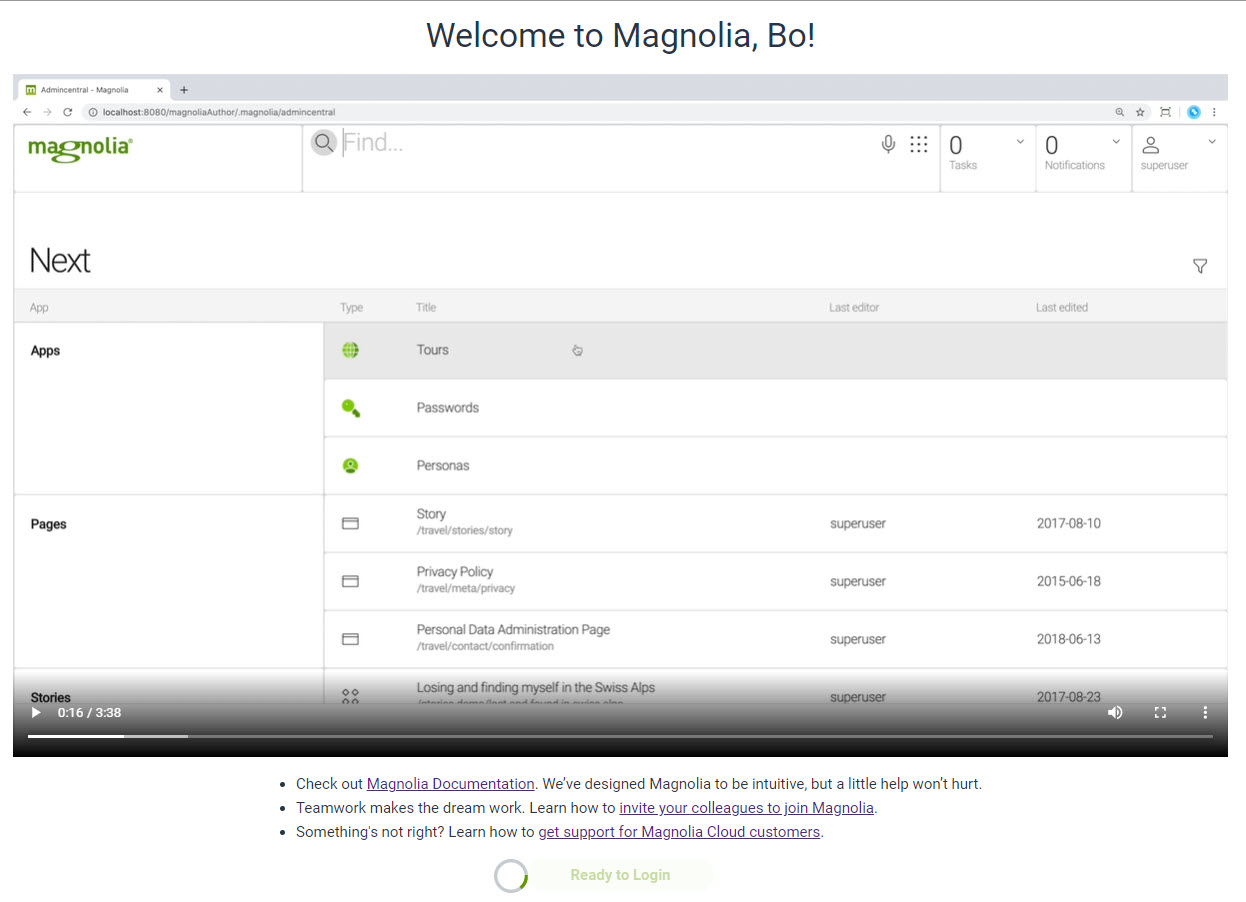 Welcome to Magnolia, Bo!
Admincentral - Magnolia
localhost:8080/magnoliaAuthor/.magnolia/admincentral
magnolia®
Find...
0
Tasks
0
Notifications
superuser
Next
App Type Title Last editor Last edited
Apps
Tours
Passwords
Personas
Pages
Story
/travel/stories/story
superuser 2017-08-10
Privacy Policy
/travel/meta/privacy
superuser 2015-06-18
Personal Data Administration Page
/travel/contact/confirmation
superuser 2018-06-13
Stories
Losing and finding myself in the Swiss Alps
superuser 2017-08-23
0:16 / 3:38
• Check out Magnolia Documentation. We’ve designed Magnolia to be intuitive, but a little help won’t hurt.
• Teamwork makes the dream work. Learn how to invite your colleagues to join Magnolia.
• Something's not right? Learn how to get support for Magnolia Cloud customers.
Ready to Login